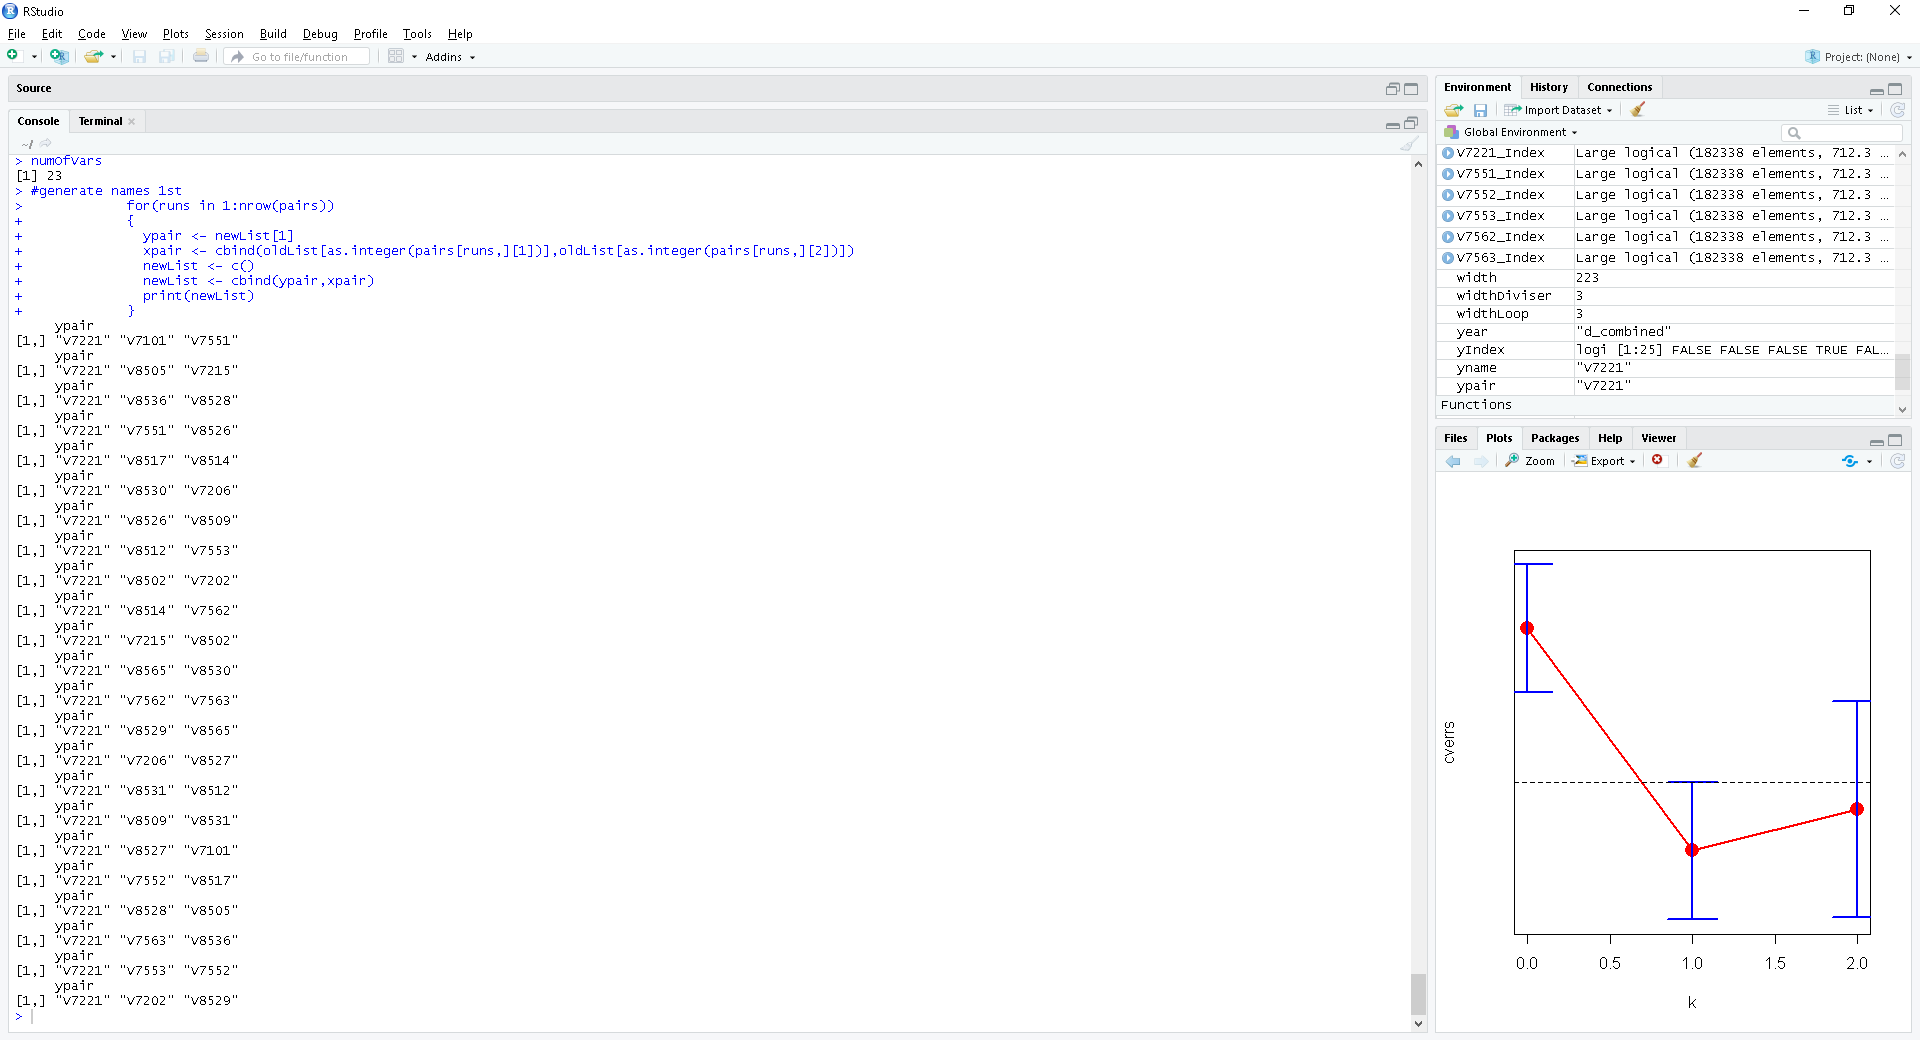 RStudio
File Edit Code View Plots Session Build Debug Profile Tools Help
Go to file/function Addins Project: (None)
Source
Console Terminal
~/
> numOfVars
[1] 23
> #generate names 1st
> for(runs in 1:nrow(pairs))
+ {
+ ypair <- newList[1]
+ xpair <- cbind(oldList[as.integer(pairs[runs,][1])],oldList[as.integer(pairs[runs,][2])])
+ newList <- c()
+ newList <- cbind(ypair,xpair)
+ print(newList)
+ }
ypair
[1,] "v7221" "v7101" "v7551"
ypair
[1,] "v7221" "v8505" "v7215"
ypair
[1,] "v7221" "v8536" "v8528"
ypair
[1,] "v7221" "v7551" "v8526"
ypair
[1,] "v7221" "v8517" "v8514"
ypair
[1,] "v7221" "v8530" "v7206"
ypair
[1,] "v7221" "v8526" "v8509"
ypair
[1,] "v7221" "v8512" "v7553"
ypair
[1,] "v7221" "v8502" "v7202"
ypair
[1,] "v7221" "v8514" "v7562"
ypair
[1,] "v7221" "v7215" "v8502"
ypair
[1,] "v7221" "v8565" "v8530"
ypair
[1,] "v7221" "v7562" "v7563"
ypair
[1,] "v7221" "v8529" "v8565"
ypair
[1,] "v7221" "v7206" "v8527"
ypair
[1,] "v7221" "v8531" "v8512"
ypair
[1,] "v7221" "v8509" "v8531"
ypair
[1,] "v7221" "v8527" "v7101"
ypair
[1,] "v7221" "v7552" "v8517"
ypair
[1,] "v7221" "v8528" "v8505"
ypair
[1,] "v7221" "v7563" "v8536"
ypair
[1,] "v7221" "v7553" "v7552"
ypair
[1,] "v7221" "v7202" "v8529"
>
Environment History Connections
Import Dataset List
Global Environment
v7221_Index Large logical (182338 elements, 712.3 ...
v7551_Index Large logical (182338 elements, 712.3 ...
v7552_Index Large logical (182338 elements, 712.3 ...
v7553_Index Large logical (182338 elements, 712.3 ...
v7562_Index Large logical (182338 elements, 712.3 ...
v7563_Index Large logical (182338 elements, 712.3 ...
width 223
widthDiviser 3
widthLoop 3
year "d_combined"
yIndex logi [1:25] FALSE FALSE FALSE TRUE FAL...
yname "v7221"
ypair "v7221"
Functions
Files Plots Packages Help Viewer
Zoom Export
cverrs
0.0 0.5 1.0 1.5 2.0
k